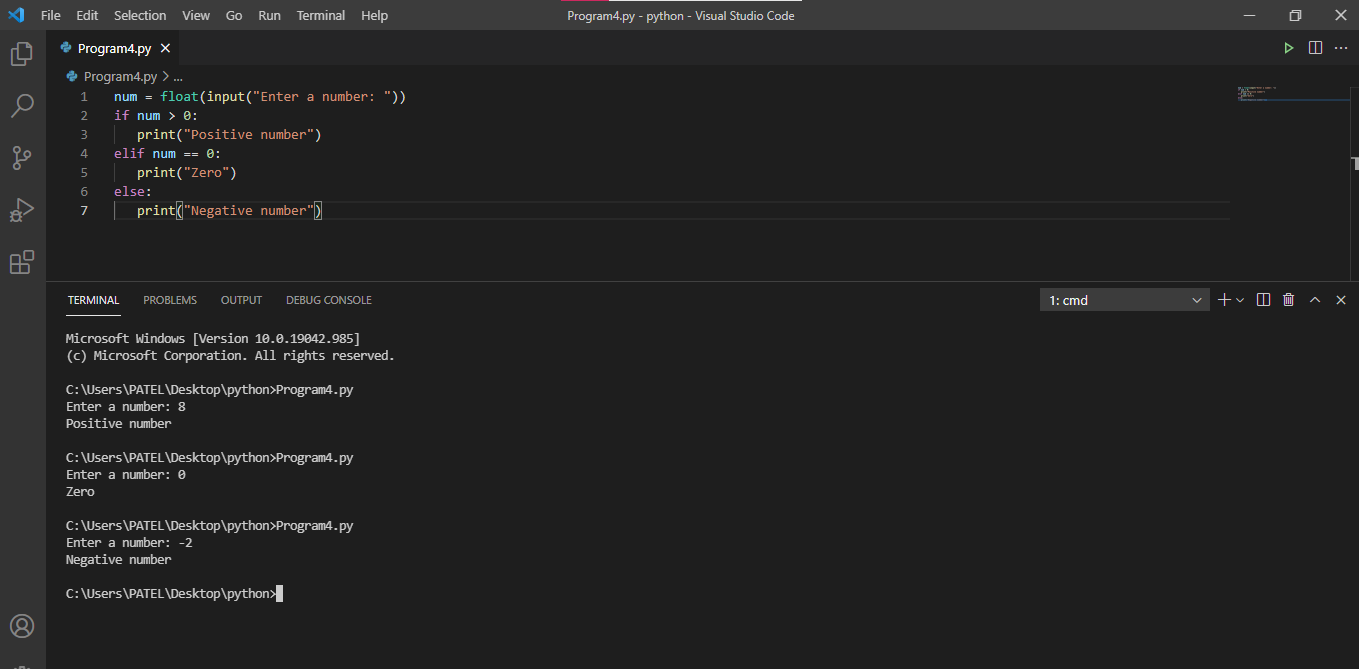 File Edit Selection View Go Run Terminal Help
Program4.py - python - Visual Studio Code
Program4.py
Program4.py > ...
1 num = float(input("Enter a number: "))
2 if num > 0:
3    print("Positive number")
4 elif num == 0:
5    print("Zero")
6 else:
7    print("Negative number")
TERMINAL PROBLEMS OUTPUT DEBUG CONSOLE
1: cmd
Microsoft Windows [Version 10.0.19042.985]
(c) Microsoft Corporation. All rights reserved.
C:\Users\PATEL\Desktop\python>Program4.py
Enter a number: 8
Positive number
C:\Users\PATEL\Desktop\python>Program4.py
Enter a number: 0
Zero
C:\Users\PATEL\Desktop\python>Program4.py
Enter a number: -2
Negative number
C:\Users\PATEL\Desktop\python>